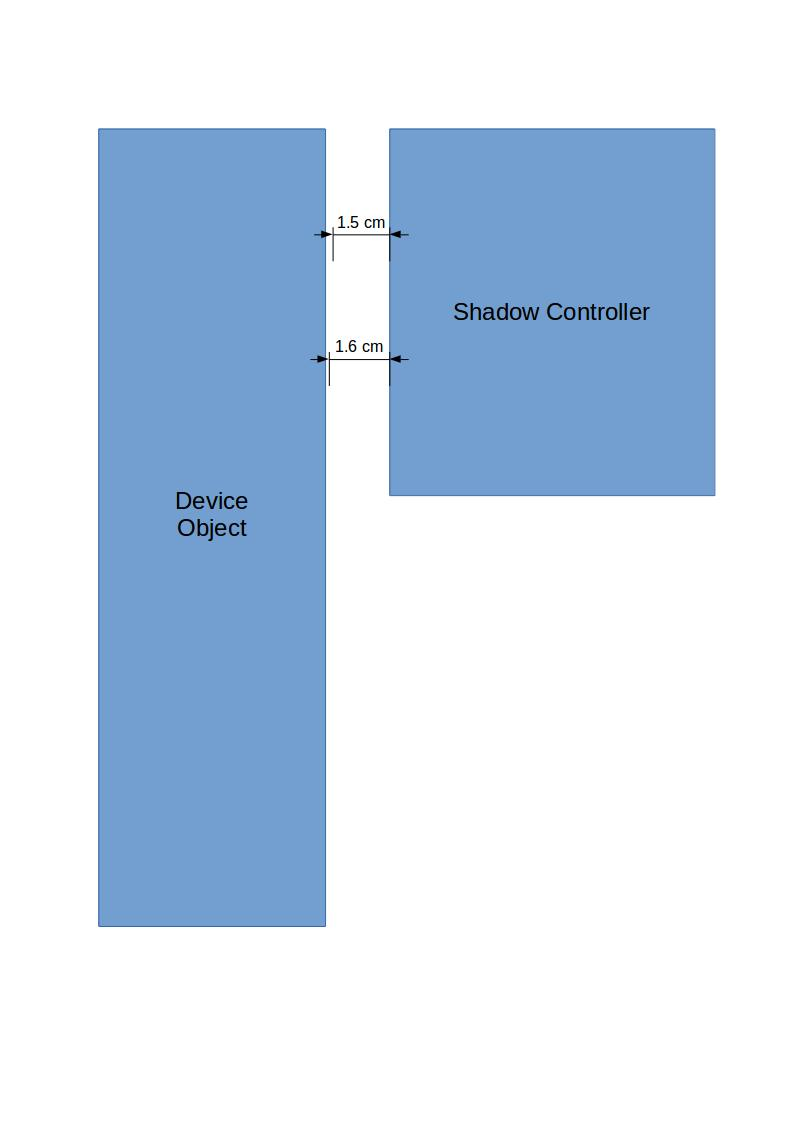 1.5 cm
Shadow Controller
1.6 cm
Device
Object